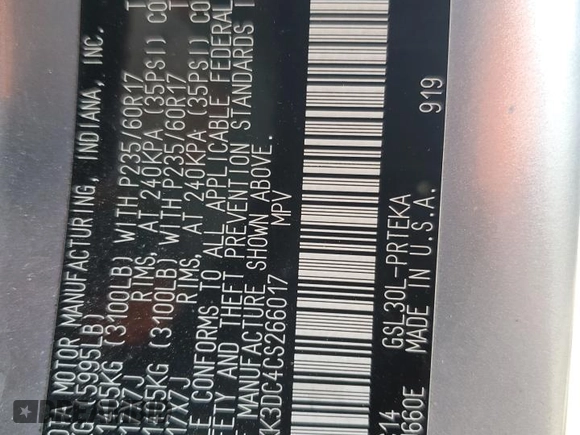 MOTOR MANUFACTURING, INDIANA, INC.
5995LB)
(3100LB) WITH P235/60R17
RIMS, AT 240KPA (35PSI) CO
(3100LB) WITH P235/60R17
RIMS, AT 240KPA (35PSI) CO
CONFORMS TO ALL APPLICABLE FEDERAL
AND THEFT PREVENTION STANDARDS
MANUFACTURE SHOWN ABOVE.
K3DC4CS266017 MPV
GSL30L-PRTEKA 919
660E MADE IN U.S.A.